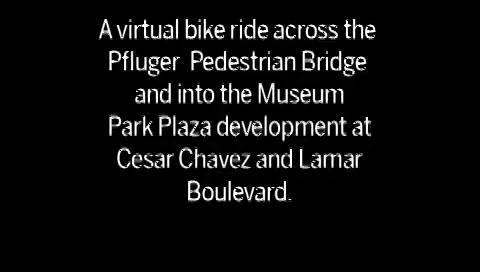 A virtual bike ride across the
Pfluger Pedestrian Bridge
and into the Museum
Park Plaza development at
Cesar Chavez and Lamar
Boulevard.